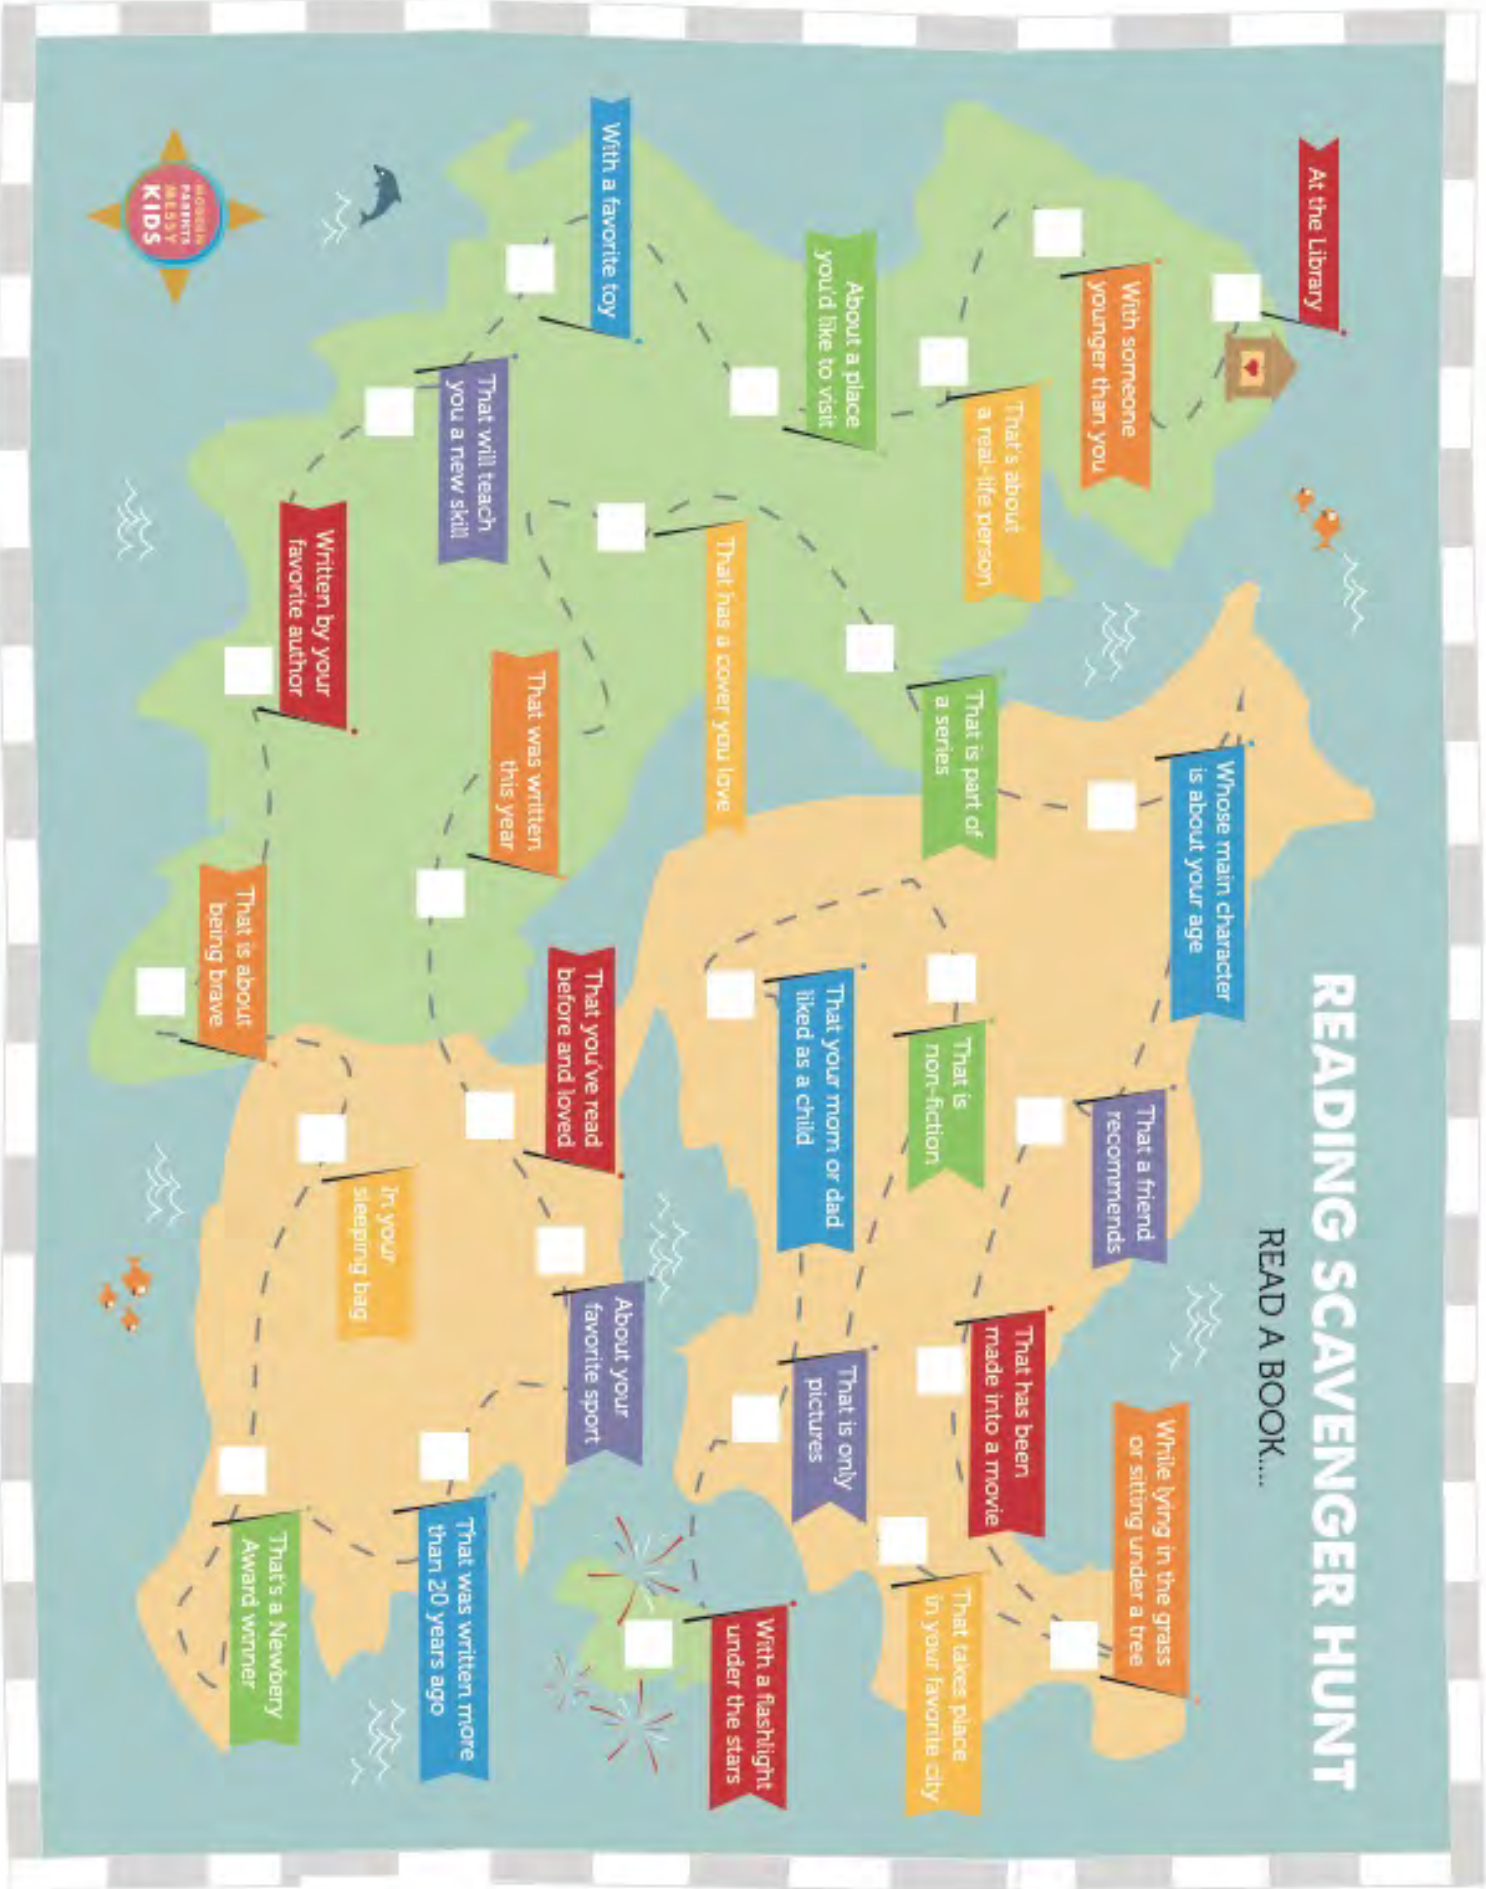 READING SCAVENGER HUNT
READ A BOOK....
At the Library
With someone
younger than you
That's about
a real-life person
About a place
you'd like to visit
With a favorite toy
That will teach
you a new skill
Written by your
favorite author
That is about
being brave
In your
sleeping bag
That's a Newbery
Award winner
That was written more
than 20 years ago
About your
favorite sport
That you've read
before and loved
That was written
this year
That has a cover you love
That is part of
a series
Whose main character
is about your age
That a friend
recommends
That has been
made into a movie
While lying in the grass
or sitting under a tree
That takes place
in your favorite city
That is
non-fiction
That your mom or dad
liked as a child
That is only
pictures
With a flashlight
under the stars
MODERN
PARENTS
MESSY
KIDS